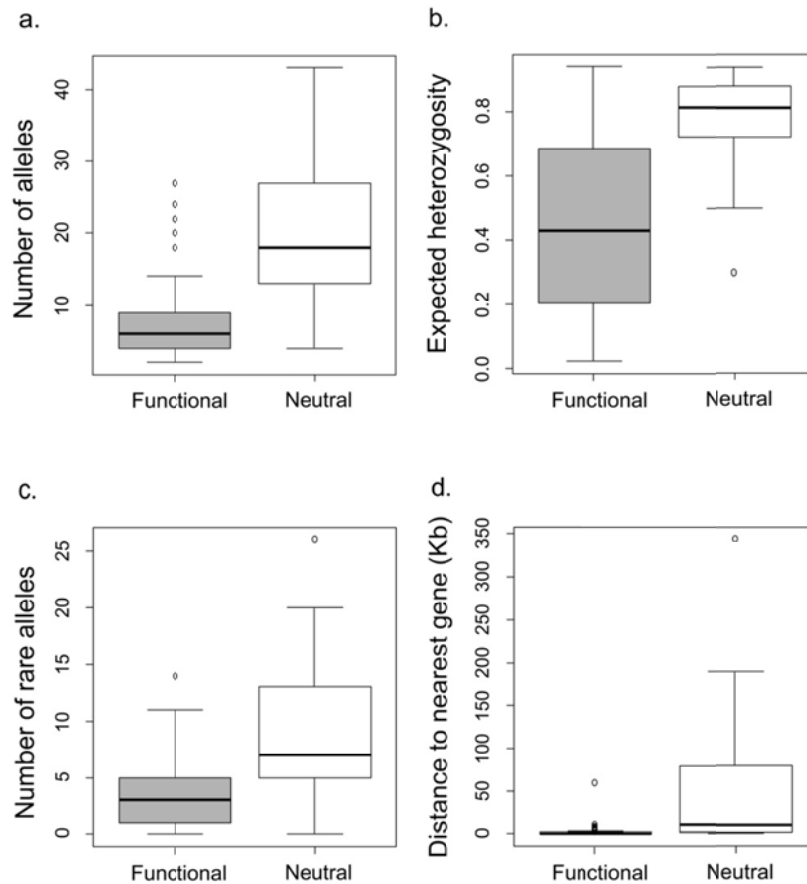 a.
Number of alleles
40
30
20
10
Functional
Neutral
b.
Expected heterozygosity
0.8
0.6
0.4
0.2
0.0
Functional
Neutral
c.
Number of rare alleles
25
20
15
10
5
0
Functional
Neutral
d.
Distance to nearest gene (Kb)
350
300
250
200
150
100
50
0
Functional
Neutral